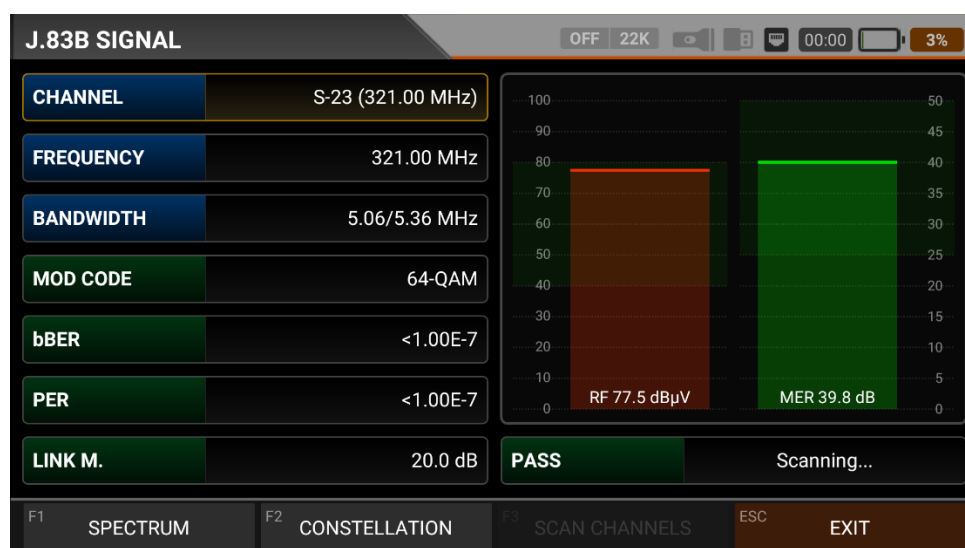 J.83B SIGNAL
OFF 22K 00:00 3%
CHANNEL S-23 (321.00 MHz)
FREQUENCY 321.00 MHz
BANDWIDTH 5.06/5.36 MHz
MOD CODE 64-QAM
bBER <1.00E-7
PER <1.00E-7
LINK M. 20.0 dB
100 50
90 45
80 40
70 35
60 30
50 25
40 20
30 15
20 10
10 5
0 RF 77.5 dBμV MER 39.8 dB 0
PASS Scanning...
F1 SPECTRUM F2 CONSTELLATION F3 SCAN CHANNELS ESC EXIT